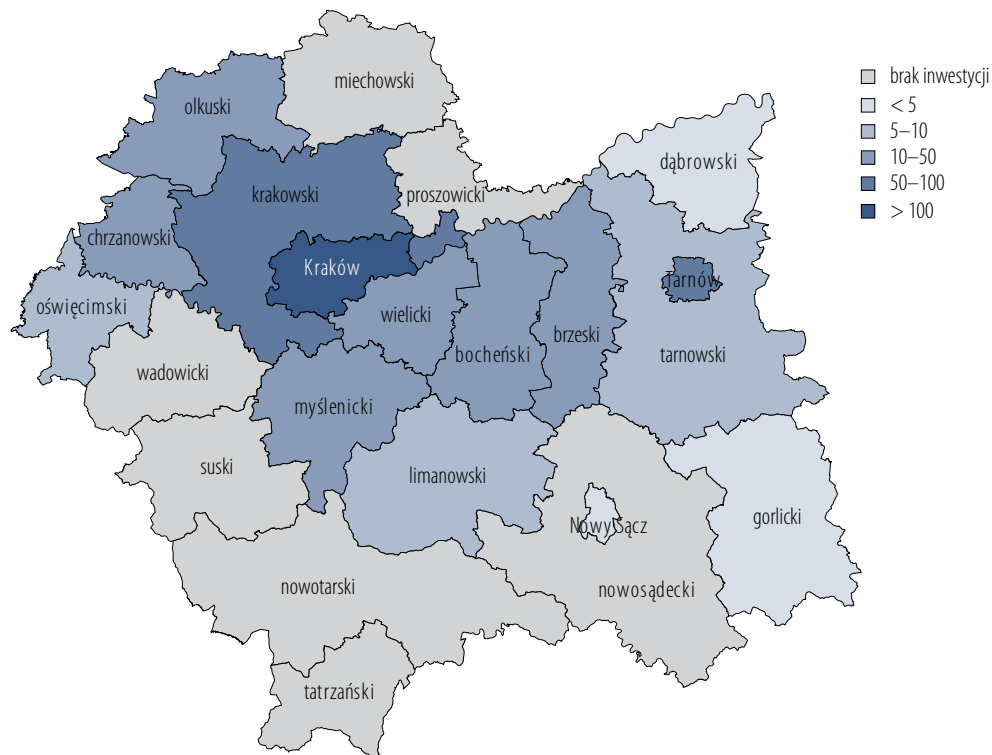 miechowski
olkuski
brak inwestycji
< 5
5–10
10–50
50–100
> 100
dąbrowski
krakowski
proszowicki
chrzanowski
Kraków
Tarnów
oświęcimski
wielicki
brzeski
bocheński
tarnowski
wadowicki
myślenicki
suski
limanowski
gorlicki
Nowy Sącz
nowotarski
nowosądecki
tatrzański